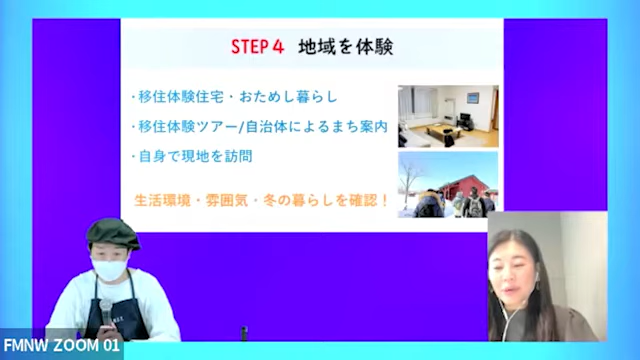 STEP 4 地域を体験
・移住体験住宅・おためし暮らし
・移住体験ツアー/自治体によるまち案内
・自身で現地を訪問
生活環境・雰囲気・冬の暮らしを確認！
FMNW ZOOM 01